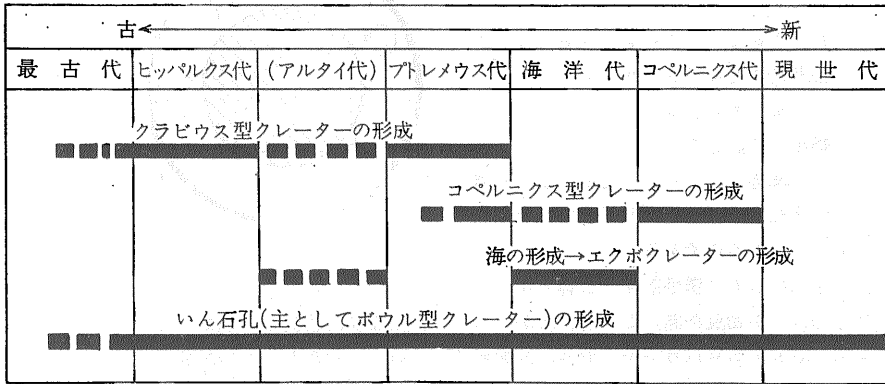 古 新
最古代 ヒッパルクス代 (アルタイ代) プトレメウス代 海洋代 コペルニクス代 現世代
クラビウス型クレーターの形成
コペルニクス型クレーターの形成
海の形成→エクボクレーターの形成
いん石孔(主としてボウル型クレーター)の形成